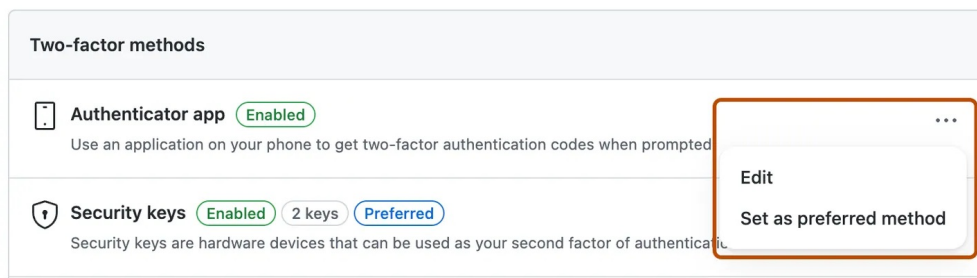 Two-factor methods
Authenticator app Enabled
Use an application on your phone to get two-factor authentication codes when prompted
Edit
Security keys Enabled 2 keys Preferred
Set as preferred method
Security keys are hardware devices that can be used as your second factor of